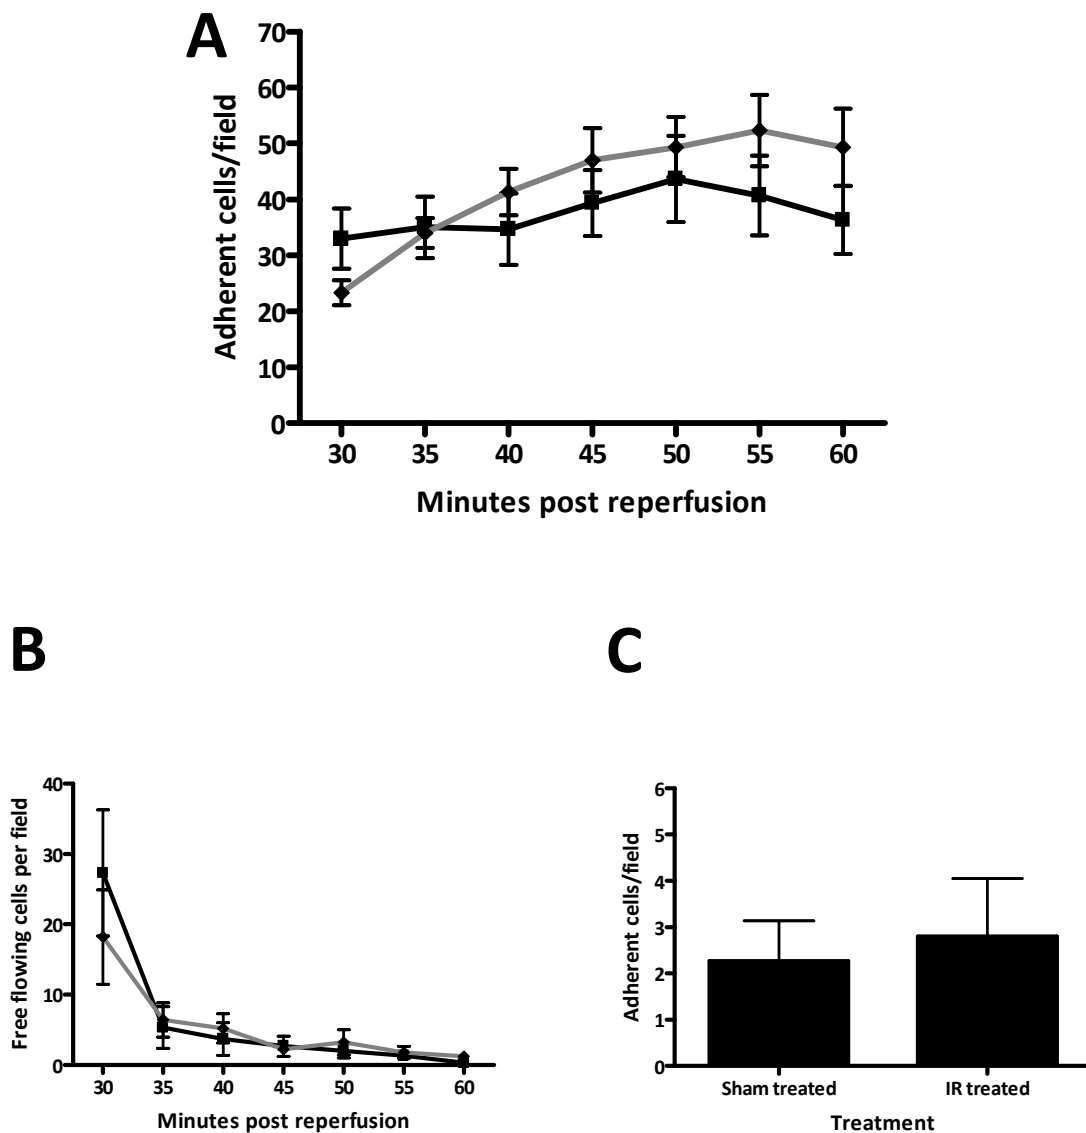 A
70
60
50
40
30
20
10
0
Adherent cells/field
30 35 40 45 50 55 60
Minutes post reperfusion
B
40
30
20
10
0
Free flowing cells per field
30 35 40 45 50 55 60
Minutes post reperfusion
C
6
5
4
3
2
1
0
Adherent cells/field
Sham treated IR treated
Treatment